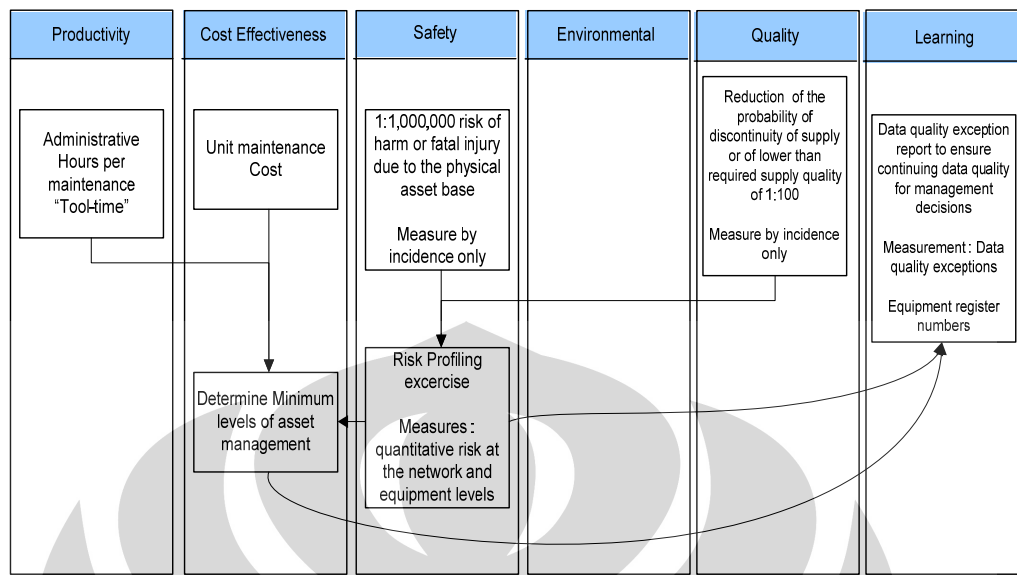 Productivity
Cost Effectiveness
Safety
Environmental
Quality
Learning
Administrative
Hours per
maintenance
“Tool-time”
Unit maintenance
Cost
1:1,000,000 risk of
harm or fatal injury
due to the physical
asset base
Measure by
incidence only
Reduction of the
probability of
discontinuity of supply
or of lower than
required supply quality
of 1:100
Measure by incidence
only
Data quality exception
report to ensure
continuing data quality
for management
decisions
Measurement: Data
quality exceptions
Equipment register
numbers
Determine Minimum
levels of asset
management
Risk Profiling
excercise
Measures:
quantitative risk at
the network and
equipment levels